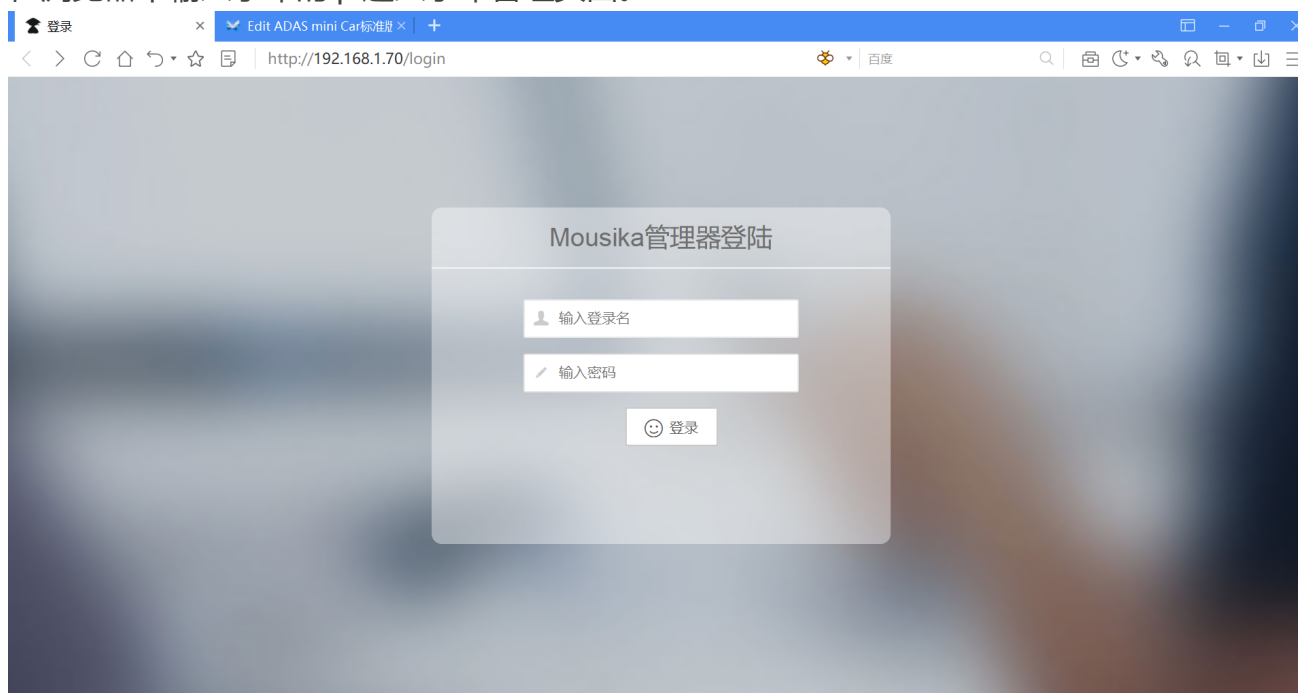 登录
Edit ADAS mini Car标准版
http://192.168.1.70/login
百度
Mousika管理器登陆
输入登录名
输入密码
登录